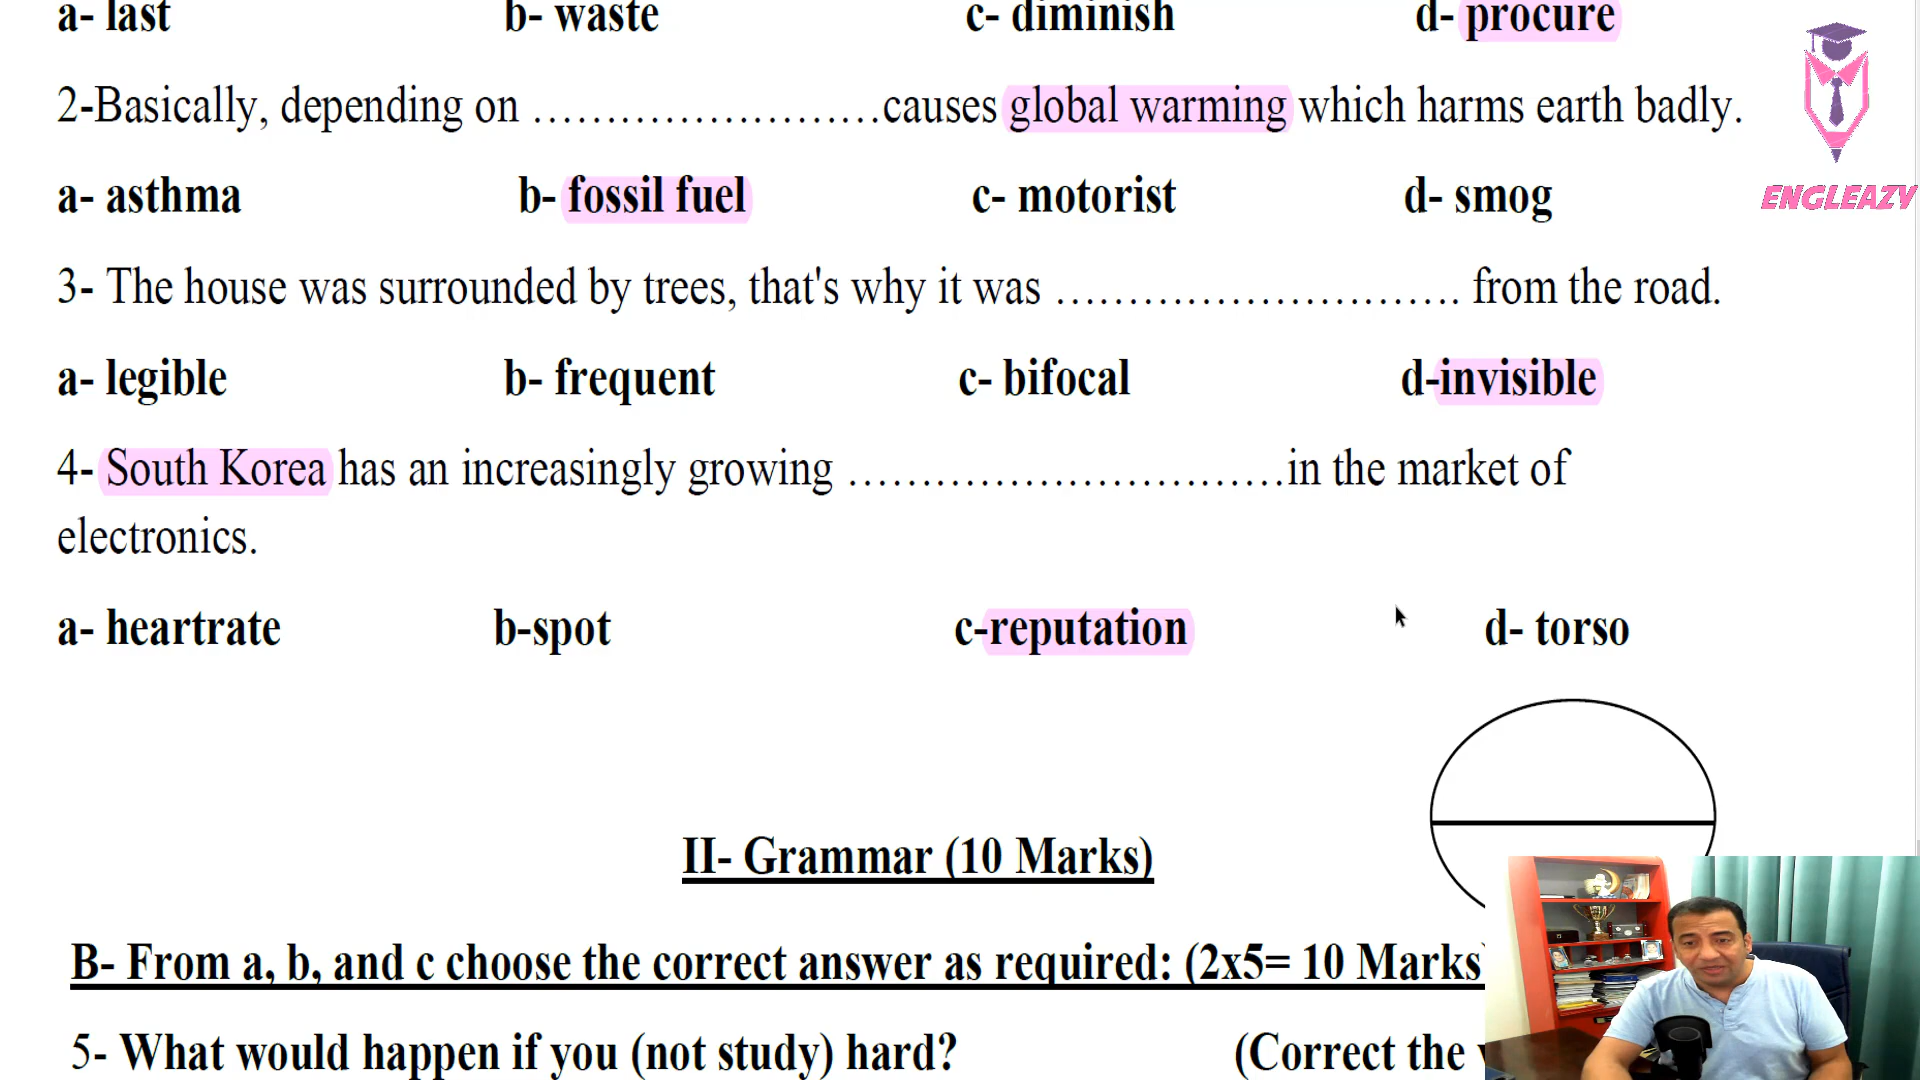 a- last b- waste c- diminish d- procure
2-Basically, depending on ……………………….causes global warming which harms earth badly.
a- asthma b- fossil fuel c- motorist d- smog
3- The house was surrounded by trees, that's why it was ……………………………. from the road.
a- legible b- frequent c- bifocal d-invisible
4- South Korea has an increasingly growing ………………………………in the market of
electronics.
a- heartrate b-spot c-reputation d- torso
II- Grammar (10 Marks)
B- From a, b, and c choose the correct answer as required: (2x5= 10 Marks
5- What would happen if you (not study) hard? (Correct the
ENGLEAZY